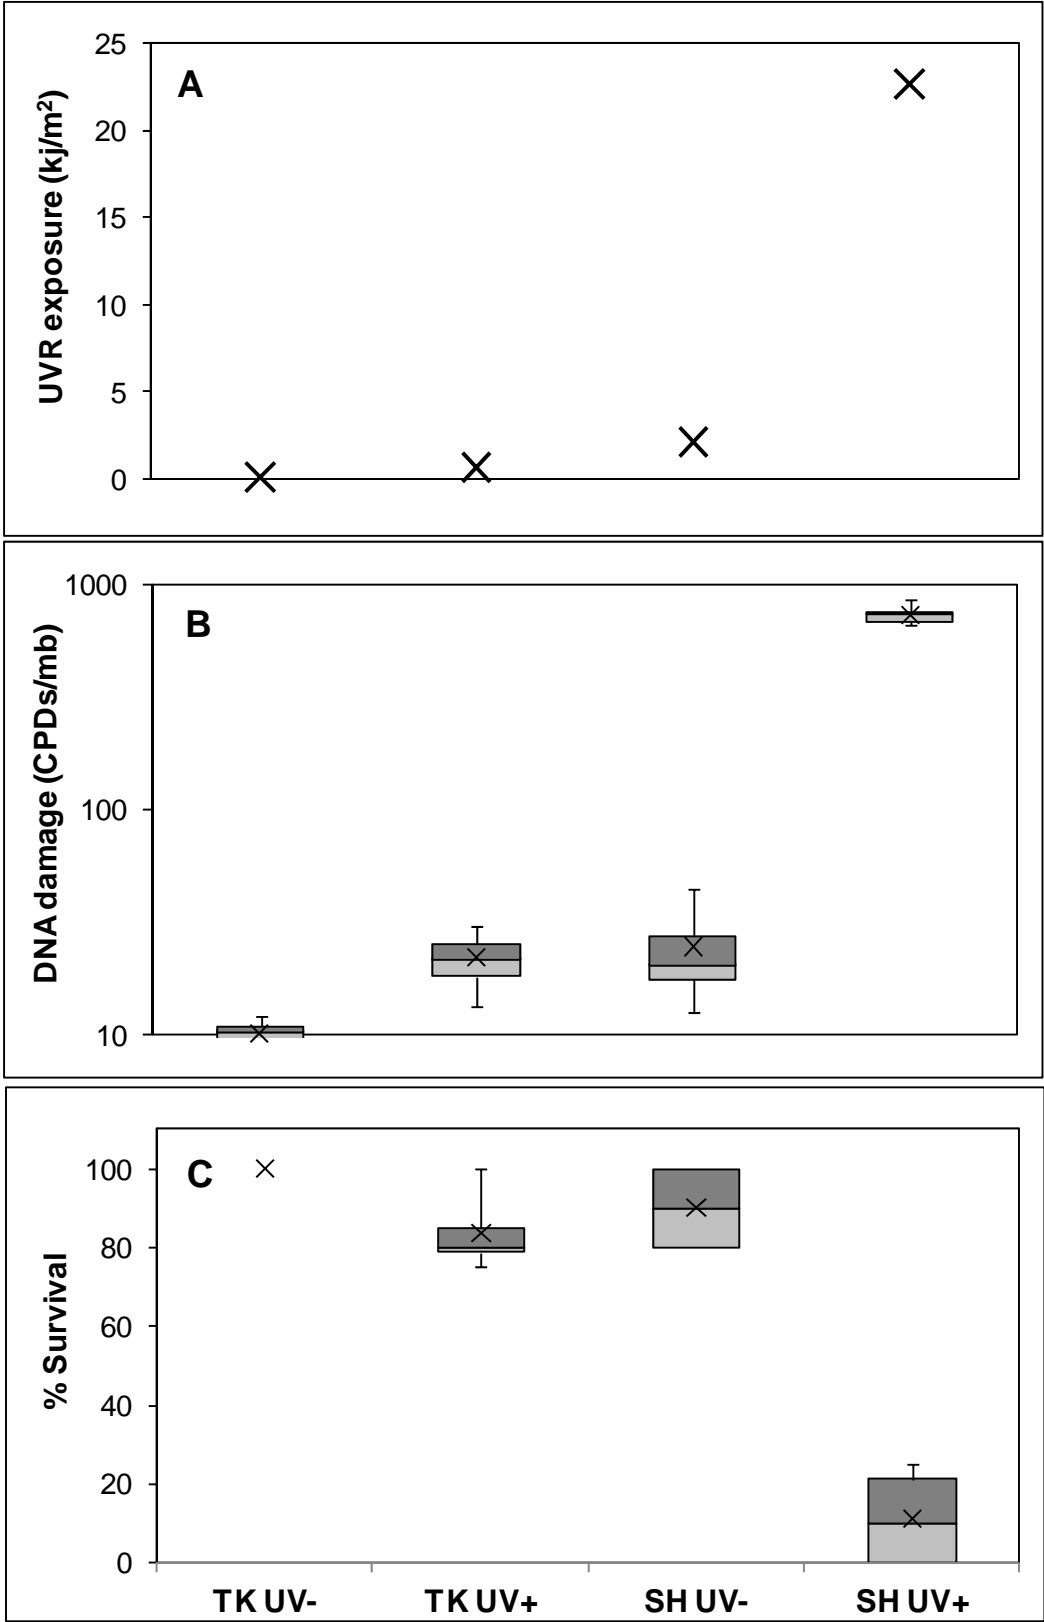 A
UVR exposure (kj/m²)
25
20
15
10
5
0
B
DNA damage (CPDs/mb)
1000
100
10
C
% Survival
100
80
60
40
20
0
TK UV- TK UV+ SH UV- SH UV+